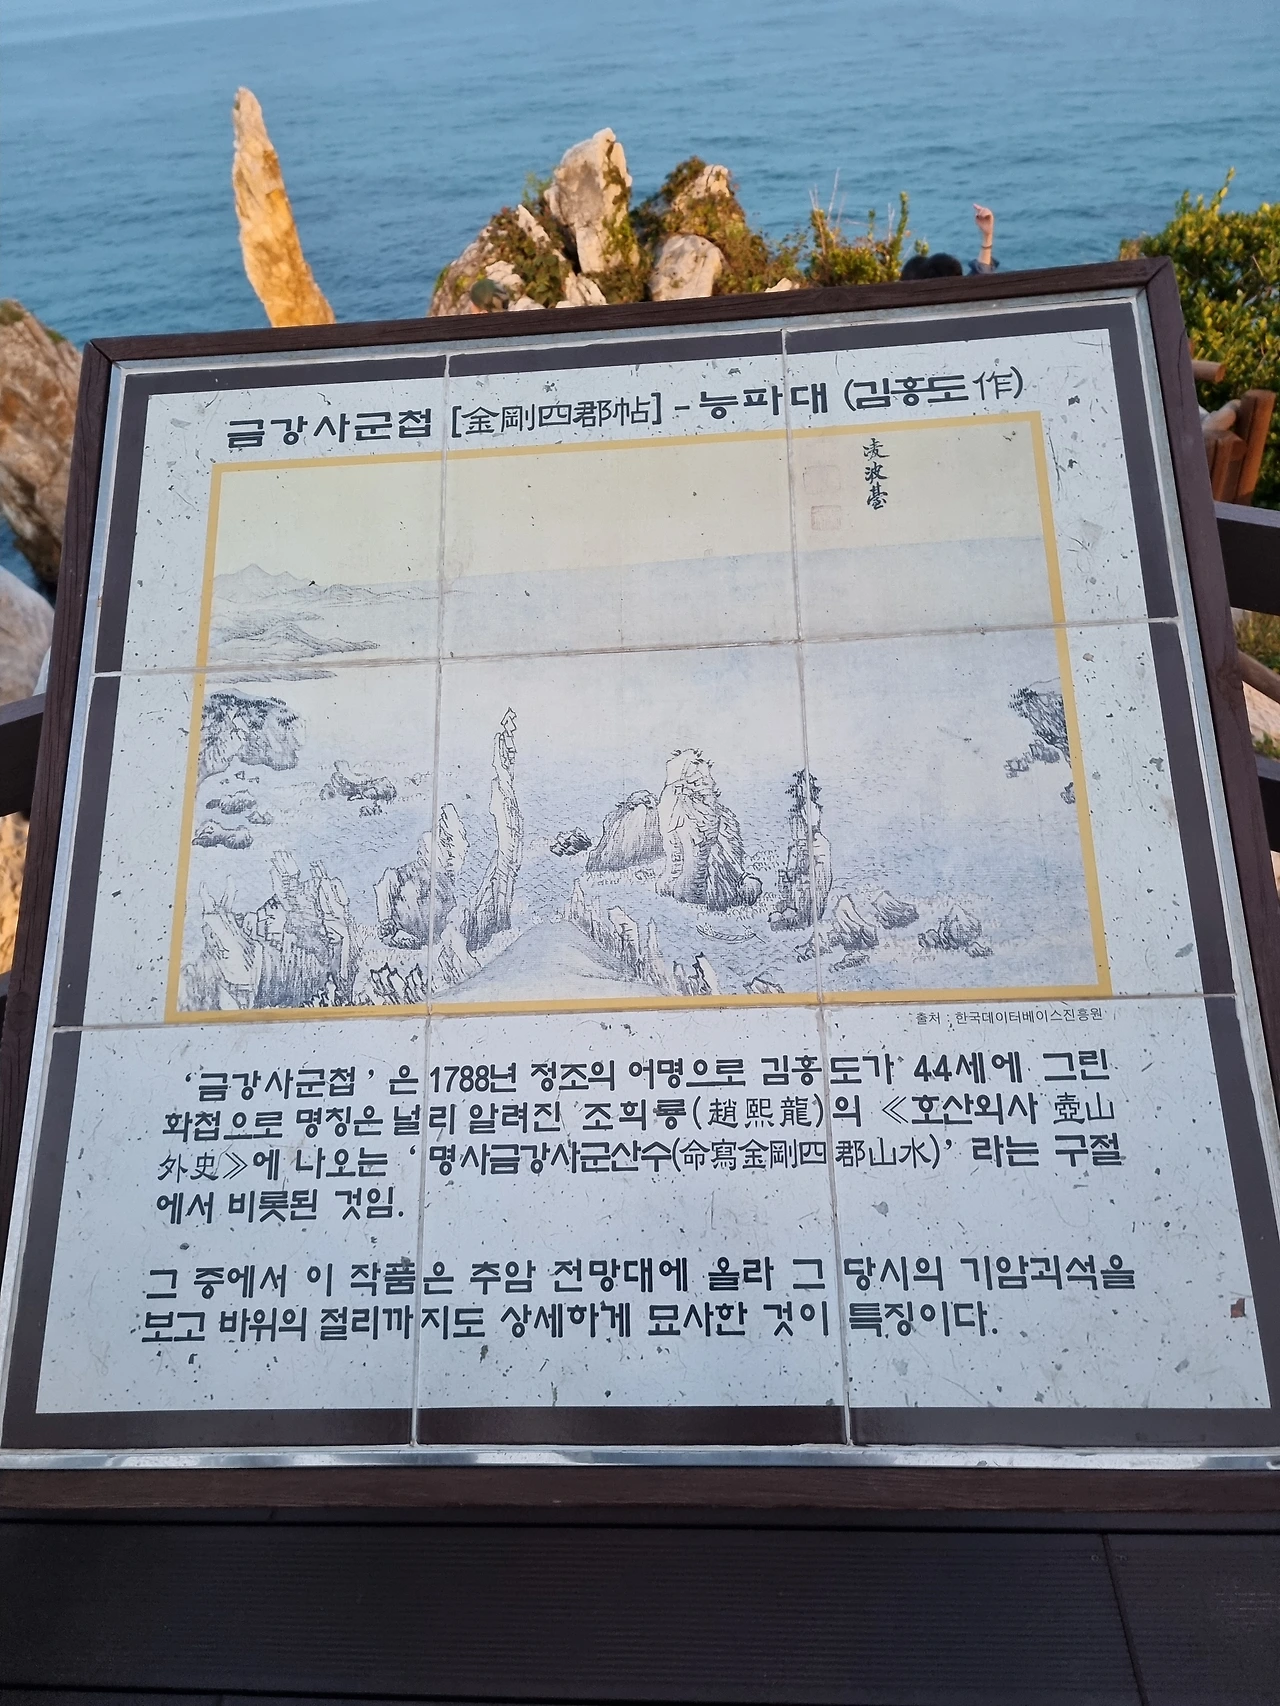 금강사군첩 [金剛四郡帖] - 능파대 (김홍도 作)
凌波臺
출처 : 한국데이터베이스진흥원
‘금강사군첩’은 1788년 정조의 어명으로 김홍도가 44세에 그린
화첩으로 명칭은 널리 알려진 조희룡(趙熙龍)의 ≪호산외사 壺山
外史≫에 나오는 ‘명사금강사군산수(命寫金剛四郡山水)’ 라는 구절
에서 비롯된 것임.
그 중에서 이 작품은 추암 전망대에 올라 그 당시의 기암괴석을
보고 바위의 절리까지도 상세하게 묘사한 것이 특징이다.